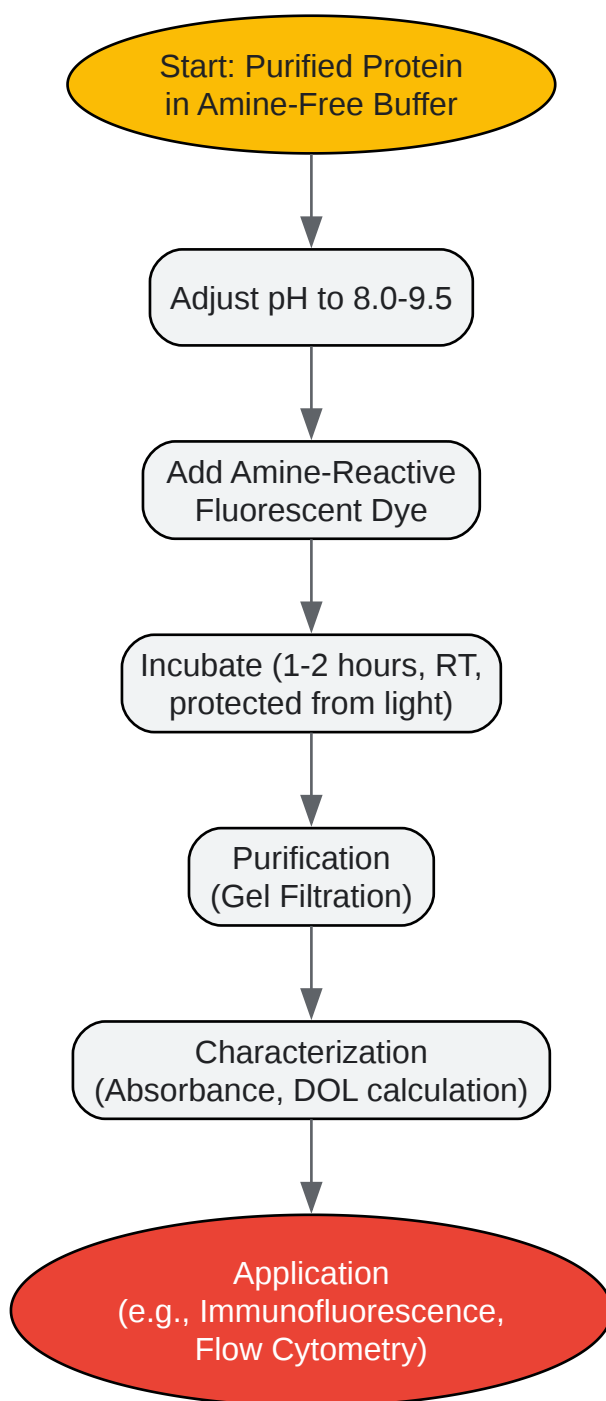 Start: Purified Protein
in Amine-Free Buffer
Adjust pH to 8.0-9.5
Add Amine-Reactive
Fluorescent Dye
Incubate (1-2 hours, RT,
protected from light)
Purification
(Gel Filtration)
Characterization
(Absorbance, DOL calculation)
Application
(e.g., Immunofluorescence,
Flow Cytometry)